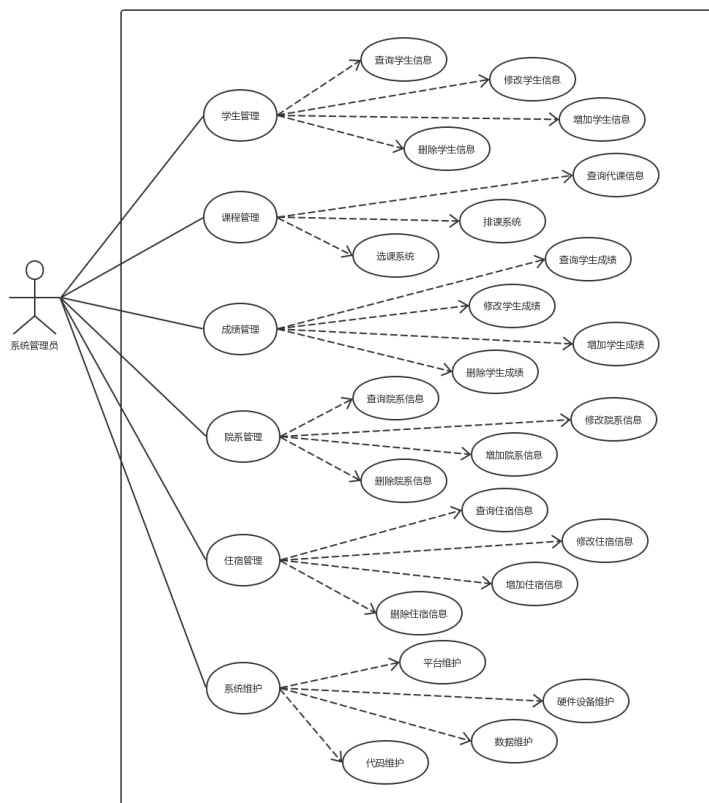 查询学生信息
修改学生信息
学生管理
增加学生信息
删除学生信息
查询代课信息
课程管理
排课系统
选课系统
查询学生成绩
修改学生成绩
成绩管理
增加学生成绩
删除学生成绩
系统管理员
查询院系信息
修改院系信息
院系管理
增加院系信息
删除院系信息
查询住宿信息
修改住宿信息
住宿管理
增加住宿信息
删除住宿信息
平台维护
系统维护
硬件设备维护
数据维护
代码维护